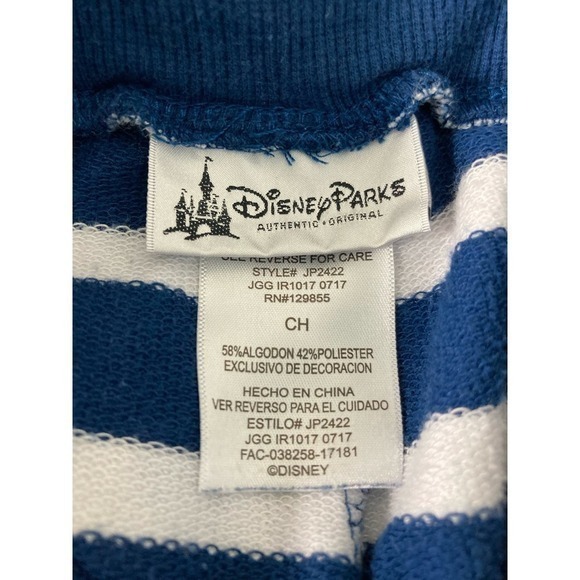 Disney Parks
AUTHENTIC • ORIGINAL
SEE REVERSE FOR CARE
STYLE# JP2422
JGG IR1017 0717
RN#129855
CH
58%ALGODON 42%POLIESTER
EXCLUSIVO DE DECORACION
HECHO EN CHINA
VER REVERSO PARA EL CUIDADO
ESTILO# JP2422
JGG IR1017 0717
FAC-038258-17181
©DISNEY